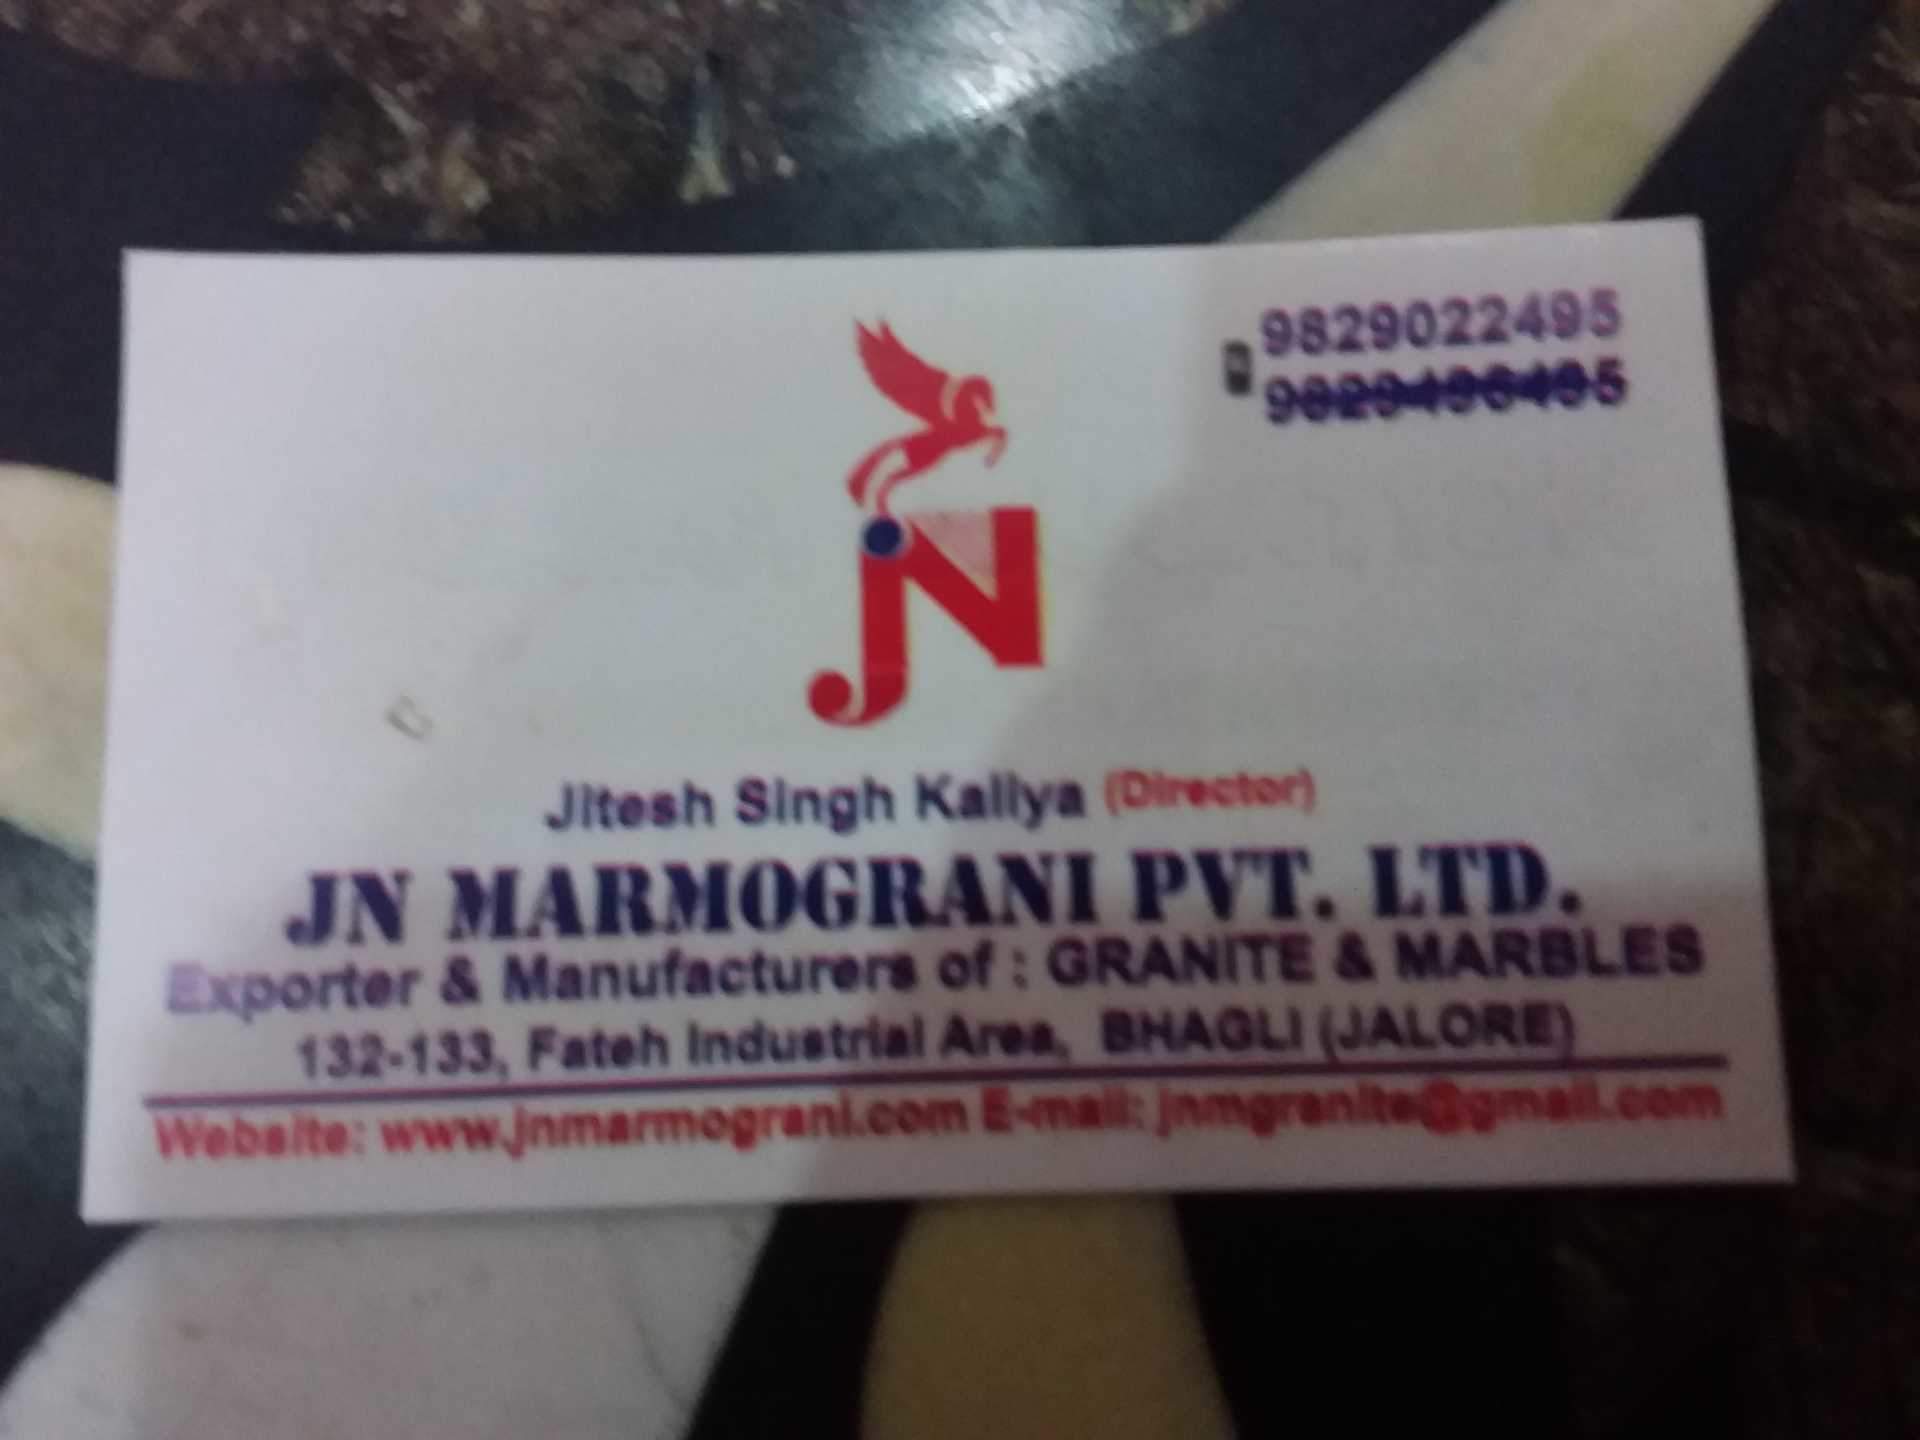 9829022495
JN
Jitesh Singh Kaliya (Director)
JN MARMOGRANI PVT. LTD.
Exporter & Manufacturers of : GRANITE & MARBLES
132-133, Fateh Industrial Area, BHAGLI (JALORE)
Website: www.jnmarmograni.com E-mail: jnmgranite@gmail.com